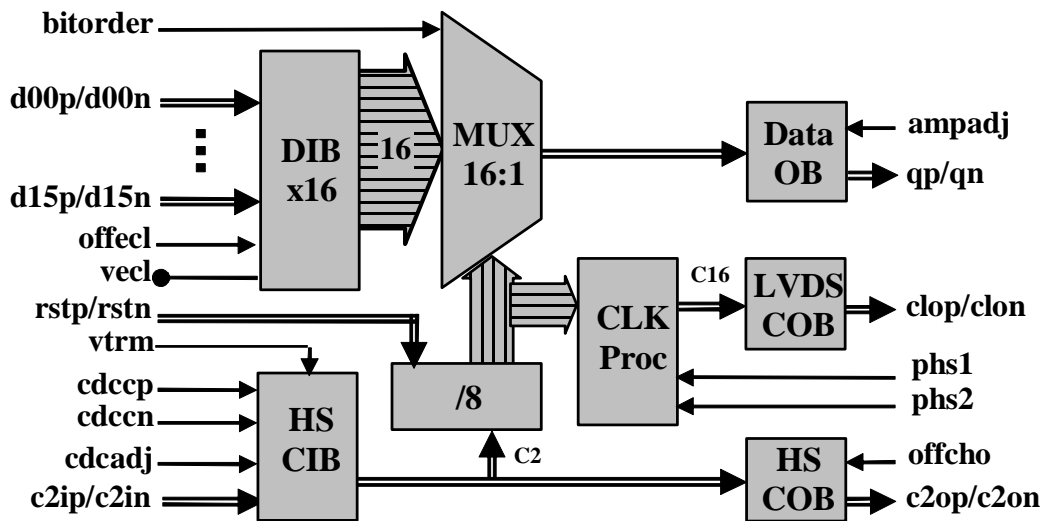 bitorder
d00p/d00n
d15p/d15n
offecl
vecl
rstp/rstn
vtrm
cdccp
cdccn
cdcadj
c2ip/c2in
DIB
x16
16
MUX
16:1
Data
OB
ampadj
qp/qn
CLK
Proc
C16
LVDS
COB
clop/clon
phs1
phs2
/8
C2
HS
CIB
HS
COB
offcho
c2op/c2on